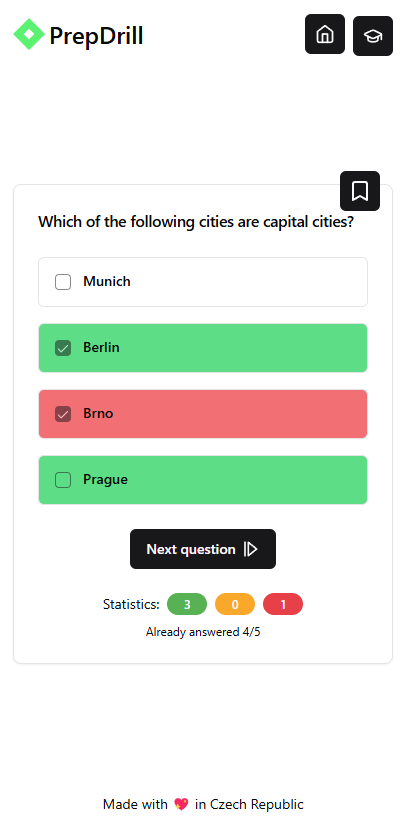 PrepDrill
Which of the following cities are capital cities?
Munich
Berlin
Brno
Prague
Next question
Statistics: 3 0 1
Already answered 4/5
Made with 💖 in Czech Republic